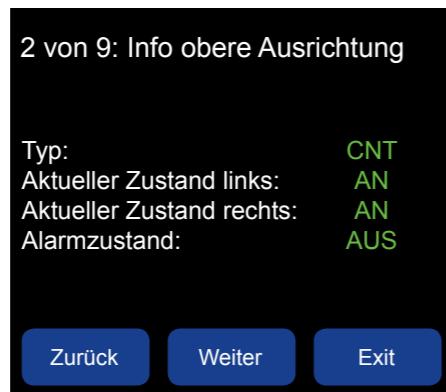 2 von 9: Info obere Ausrichtung
Typ: CNT
Aktueller Zustand links: AN
Aktueller Zustand rechts: AN
Alarmzustand: AUS
Zurück Weiter Exit